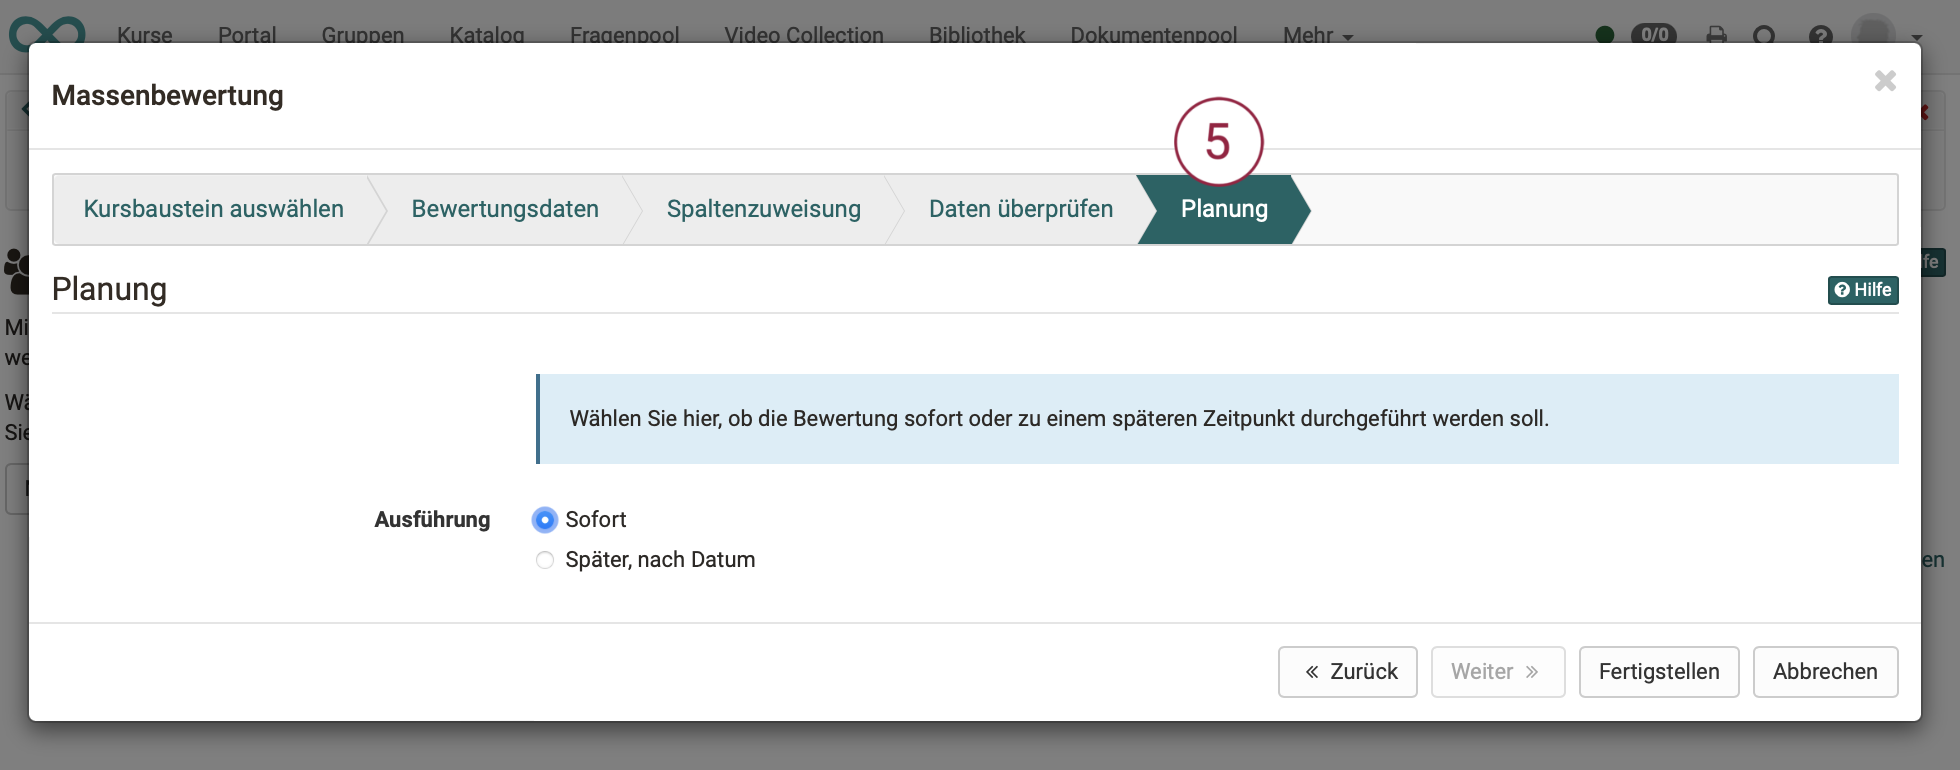 Kurse Portal Gruppen Katalog Fragenpool Video Collection Bibliothek Dokumentenpool Mehr 0/0
Massenbewertung
5
Kursbaustein auswählen Bewertungsdaten Spaltenzuweisung Daten überprüfen Planung
Planung
Hilfe
Wählen Sie hier, ob die Bewertung sofort oder zu einem späteren Zeitpunkt durchgeführt werden soll.
Ausführung Sofort
Später, nach Datum
« Zurück Weiter » Fertigstellen Abbrechen